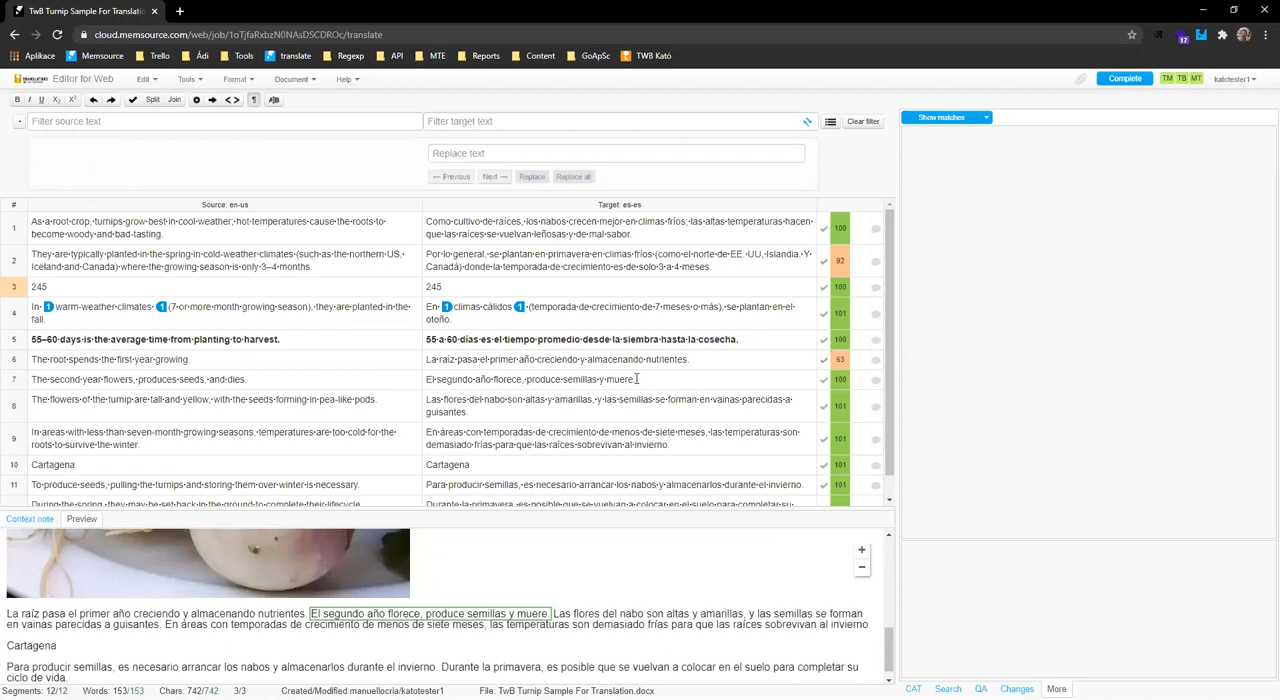 TwB Turnip Sample For Translation
cloud.memsource.com/web/job/1oTjfaRxbzN0NAsDSCDROc/translate
17
Aplikace Memsource Trello Ádi Tools translate Regexp API MTE Reports Content GoApSc TWB Kató
TRANSLATORS Editor for Web Edit Tools Format Document Help Complete TM TB MT katotester1
B I U X₂ X² Split Join ¶
Filter source text Filter target text Clear filter
Replace text
Previous Next Replace Replace all
Show matches
# Source: en-us Target: es-es
1 As·a·root·crop,·turnips·grow·best·in·cool·weather;·hot·temperatures·cause·the·roots·to·
become·woody·and·bad-tasting.
Como·cultivo·de·raíces,·los·nabos·crecen·mejor·en·climas·fríos;·las·altas·temperaturas·hacen·
que·las·raíces·se·vuelvan·leñosas·y·de·mal·sabor.
100
2 They·are·typically·planted·in·the·spring·in·cold-weather·climates·(such·as·the·northern·US,·
Iceland·and·Canada)·where·the·growing·season·is·only·3–4·months.
Por·lo·general,·se·plantan·en·primavera·en·climas·fríos·(como·el·norte·de·EE.·UU,·Islandia.·Y·
Canadá)·donde·la·temporada·de·crecimiento·es·de·solo·3·a·4·meses.
92
3 245 245 100
4 In· 1 warm-weather·climates· 1 (7·or·more·month·growing·season),·they·are·planted·in·the·
fall.
En· 1 climas·cálidos· 1 ·(temporada·de·crecimiento·de·7·meses·o·más),·se·plantan·en·el·
otoño.
101
5 55–60·days·is·the·average·time·from·planting·to·harvest. 55·a·60·días·es·el·tiempo·promedio·desde·la·siembra·hasta·la·cosecha. 100
6 The·root·spends·the·first·year·growing. La·raíz·pasa·el·primer·año·creciendo·y·almacenando·nutrientes. 63
7 The·second·year·flowers,·produces·seeds,·and·dies. El·segundo·año·florece,·produce·semillas·y·muere. 100
8 The·flowers·of·the·turnip·are·tall·and·yellow,·with·the·seeds·forming·in·pea-like·pods.
Las·flores·del·nabo·son·altas·y·amarillas,·y·las·semillas·se·forman·en·vainas·parecidas·a·
guisantes.
101
9 In·areas·with·less·than·seven-month·growing·seasons,·temperatures·are·too·cold·for·the·
roots·to·survive·the·winter.
En·áreas·con·temporadas·de·crecimiento·de·menos·de·siete·meses,·las·temperaturas·son·
demasiado·frías·para·que·las·raíces·sobrevivan·al·invierno.
101
10 Cartagena Cartagena 101
11 To·produce·seeds,·pulling·the·turnips·and·storing·them·over·winter·is·necessary. Para·producir·semillas,·es·necesario·arrancar·los·nabos·y·almacenarlos·durante·el·invierno. 101
During·the·spring,·they·may·be·set·back·in·the·ground·to·complete·their·lifecycle. Durante·la·primavera,·es·posible·que·se·vuelvan·a·colocar·en·el·suelo·para·completar·su·
Context note Preview
+
−
La raíz pasa el primer año creciendo y almacenando nutrientes. El segundo año florece, produce semillas y muere. Las flores del nabo son altas y amarillas, y las semillas se forman
en vainas parecidas a guisantes. En áreas con temporadas de crecimiento de menos de siete meses, las temperaturas son demasiado frías para que las raíces sobrevivan al invierno.
Cartagena
Para producir semillas, es necesario arrancar los nabos y almacenarlos durante el invierno. Durante la primavera, es posible que se vuelvan a colocar en el suelo para completar su
ciclo de vida.
Segments: 12/12 Words: 153/153 Chars: 742/742 3/3 Created/Modified:manuellocria/katotester1 File: TwB Turnip Sample For Translation.docx
CAT Search QA Changes More